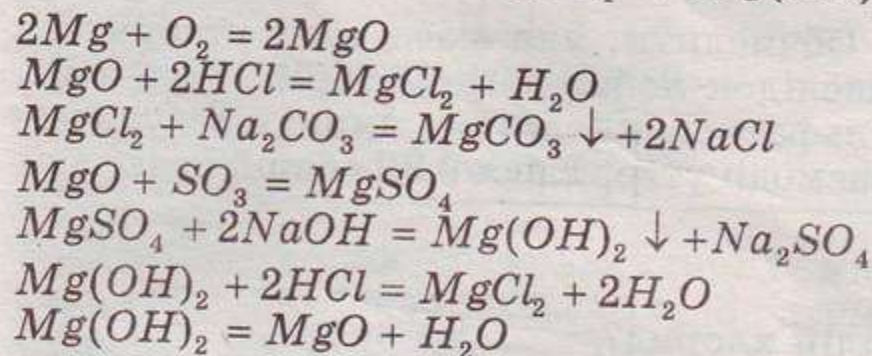 2Mg + O₂ = 2MgO
MgO + 2HCl = MgCl₂ + H₂O
MgCl₂ + Na₂CO₃ = MgCO₃ ↓ +2NaCl
MgO + SO₃ = MgSO₄
MgSO₄ + 2NaOH = Mg(OH)₂ ↓ +Na₂SO₄
Mg(OH)₂ + 2HCl = MgCl₂ + 2H₂O
Mg(OH)₂ = MgO + H₂O